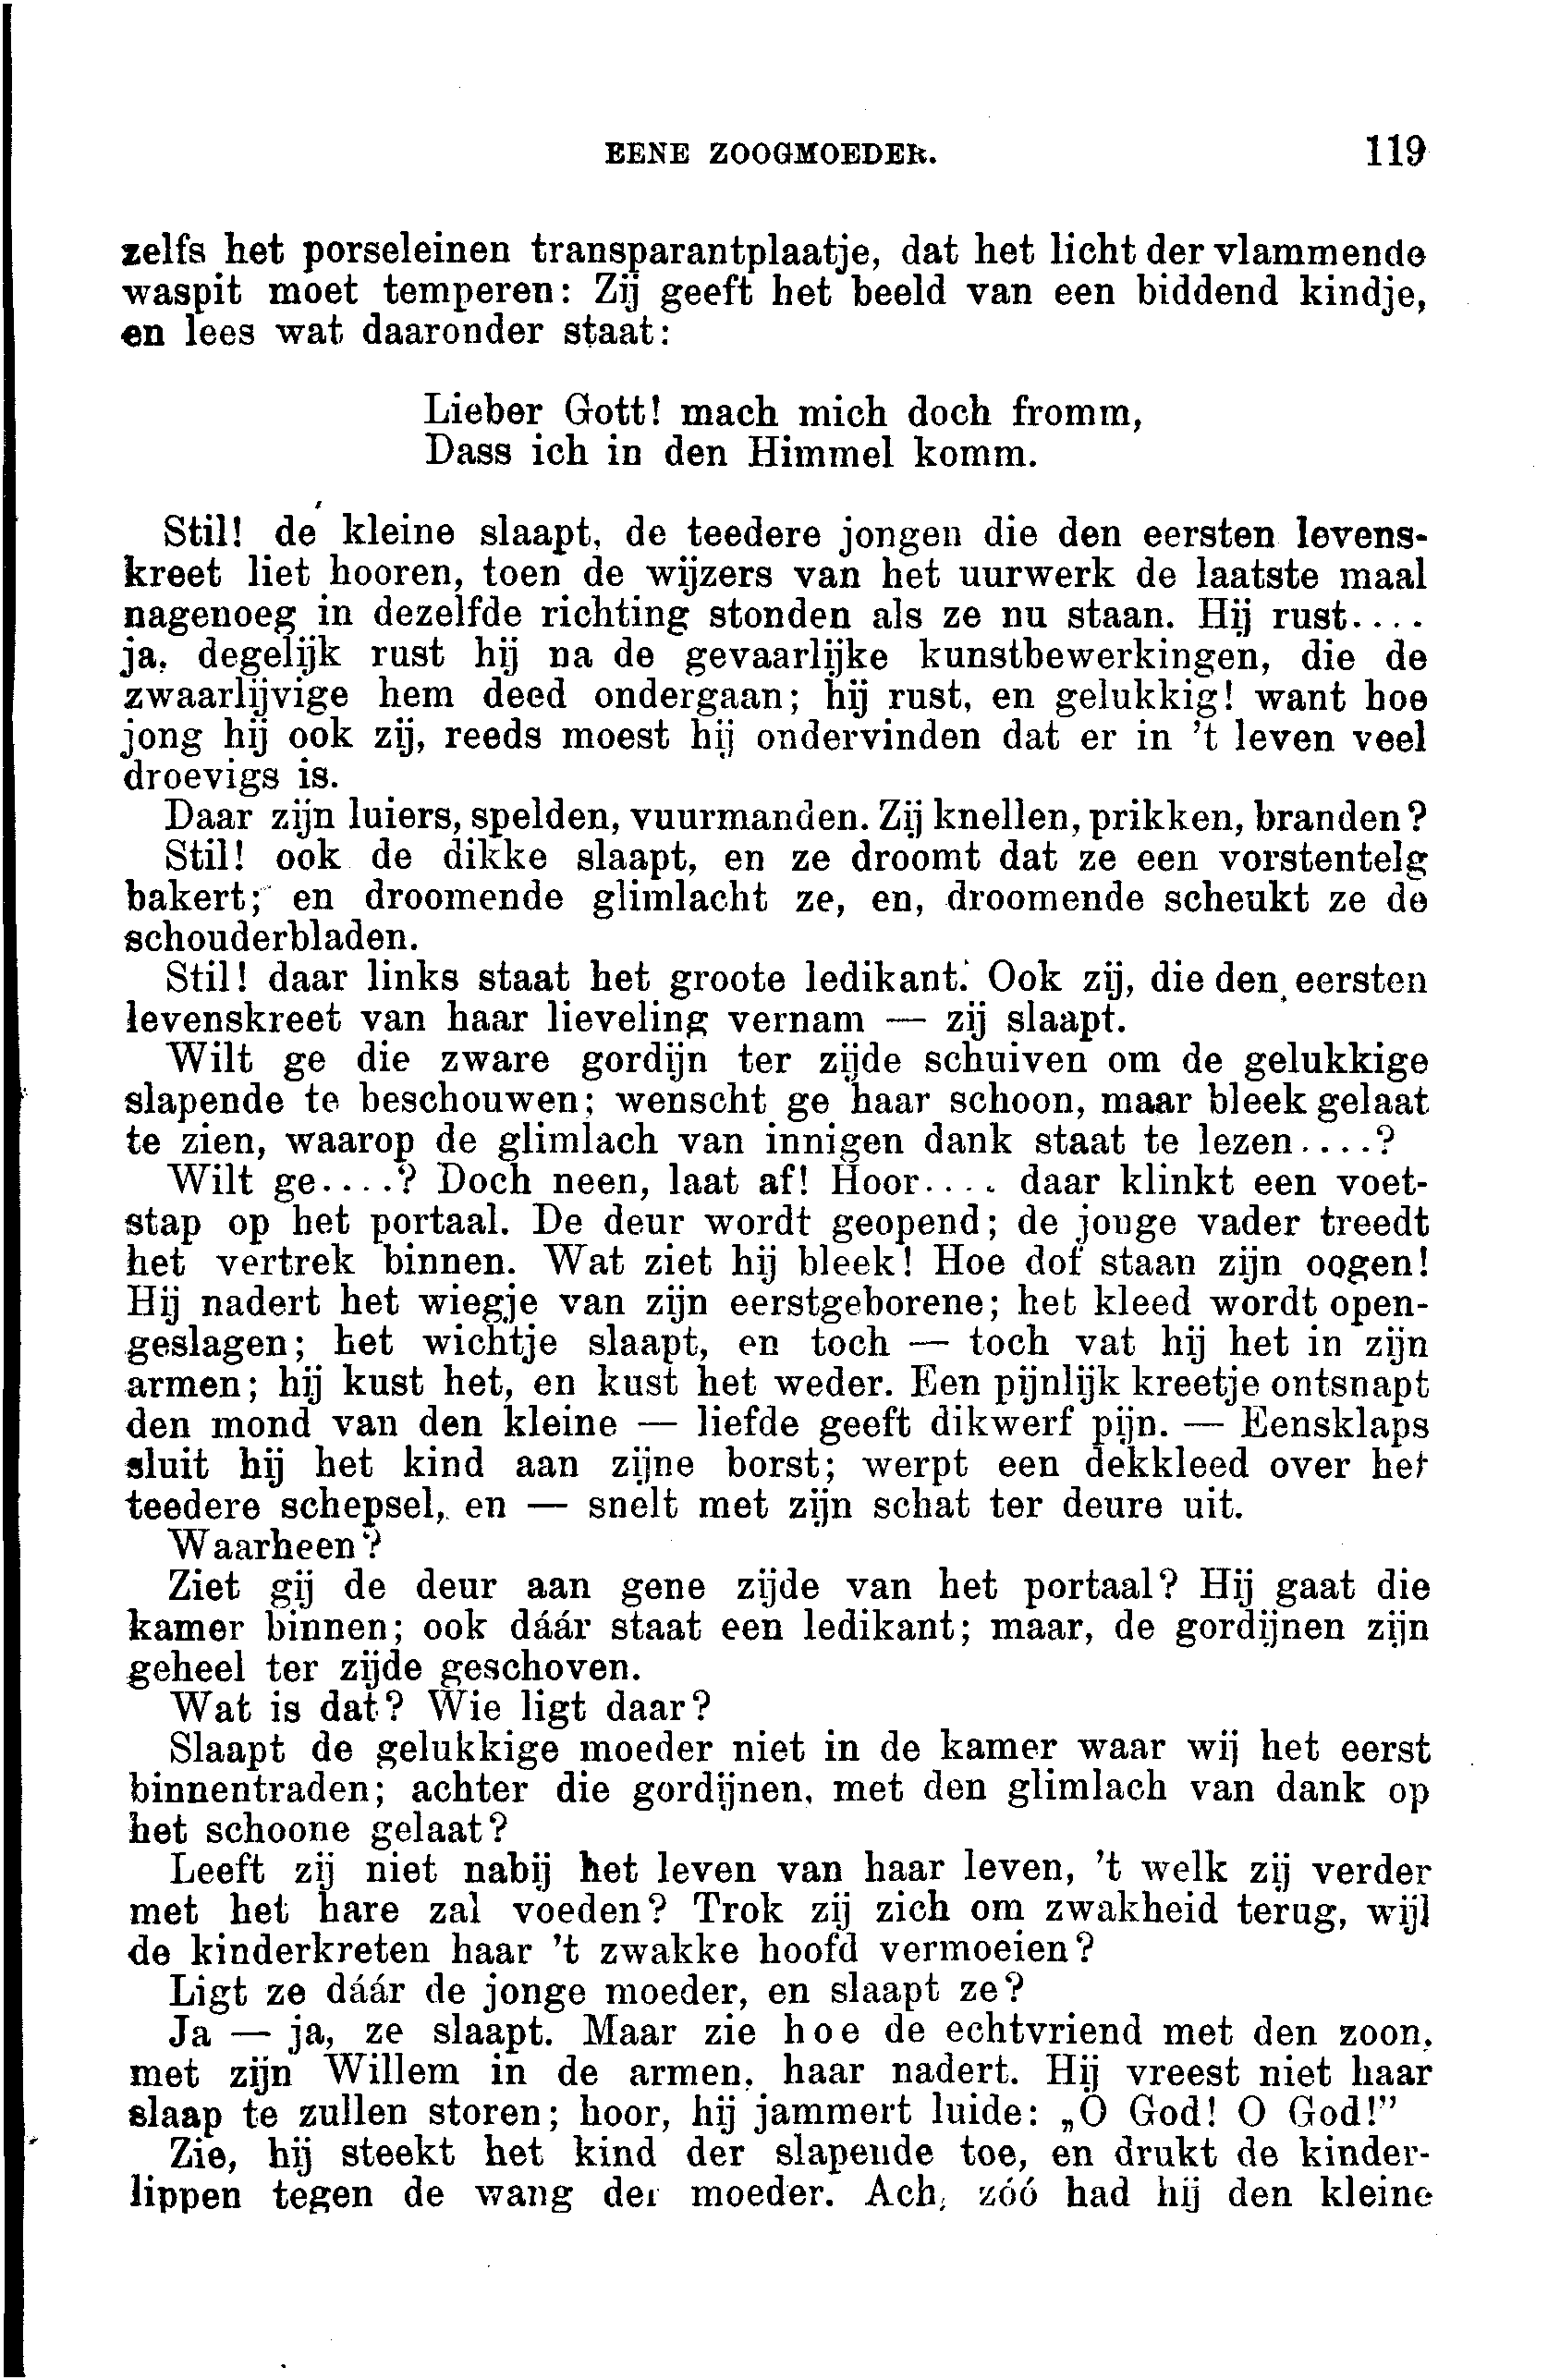 EENE ZOOGMOEDER. 119
zelfs het porseleinen transparantplaatje, dat het licht der vlammende
waspit moet temperen: Zij geeft het beeld van een biddend kindje,
en lees wat daaronder staat:
Lieber Gott! mach mich doch fromm,
Dass ich in den Himmel komm.
Stil! de kleine slaapt, de teedere jongen die den eersten levens-
kreet liet hooren, toen de wijzers van het uurwerk de laatste maal
nagenoeg in dezelfde richting stonden als ze nu staan. Hij rust....
ja, degelijk rust hij na de gevaarlijke kunstbewerkingen, die de
zwaarlijvige hem deed ondergaan; hij rust, en gelukkig! want hoe
jong hij ook zij, reeds moest hij ondervinden dat er in 't leven veel
droevigs is.
Daar zijn luiers, spelden, vuurmanden. Zij knellen, prikken, branden?
Stil! ook de dikke slaapt, en ze droomt dat ze een vorstentelg
bakert; en droomende glimlacht ze, en, droomende scheukt ze de
schouderbladen.
Stil! daar links staat het groote ledikant. Ook zij, die den eersten
levenskreet van haar lieveling vernam — zij slaapt.
Wilt ge die zware gordijn ter zijde schuiven om de gelukkige
slapende te beschouwen; wenscht ge haar schoon, maar bleek gelaat
te zien, waarop de glimlach van innigen dank staat te lezen....?
Wilt ge....? Doch neen, laat af! Hoor.... daar klinkt een voet-
stap op het portaal. De deur wordt geopend; de jonge vader treedt
het vertrek binnen. Wat ziet hij bleek! Hoe dof staan zijn oogen!
Hij nadert het wiegje van zijn eerstgeborene; het kleed wordt open-
geslagen; het wichtje slaapt, en toch — toch vat hij het in zijn
armen; hij kust het, en kust het weder. Een pijnlijk kreetje ontsnapt
den mond van den kleine — liefde geeft dikwerf pijn. — Eensklaps
sluit hij het kind aan zijne borst; werpt een dekkleed over het
teedere schepsel, en — snelt met zijn schat ter deure uit.
Waarheen?
Ziet gij de deur aan gene zijde van het portaal? Hij gaat die
kamer binnen; ook dáár staat een ledikant; maar, de gordijnen zijn
geheel ter zijde geschoven.
Wat is dat? Wie ligt daar?
Slaapt de gelukkige moeder niet in de kamer waar wij het eerst
binnentraden; achter die gordijnen, met den glimlach van dank op
het schoone gelaat?
Leeft zij niet nabij het leven van haar leven, 't welk zij verder
met het hare zal voeden? Trok zij zich om zwakheid terug, wijl
de kinderkreten haar 't zwakke hoofd vermoeien?
Ligt ze dáár de jonge moeder, en slaapt ze?
Ja — ja, ze slaapt. Maar zie hoe de echtvriend met den zoon,
met zijn Willem in de armen, haar nadert. Hij vreest niet haar
slaap te zullen storen; hoor, hij jammert luide: „O God! O God!”
Zie, hij steekt het kind der slapende toe, en drukt de kinder-
lippen tegen de wang der moeder. Ach, zóó had hij den kleine